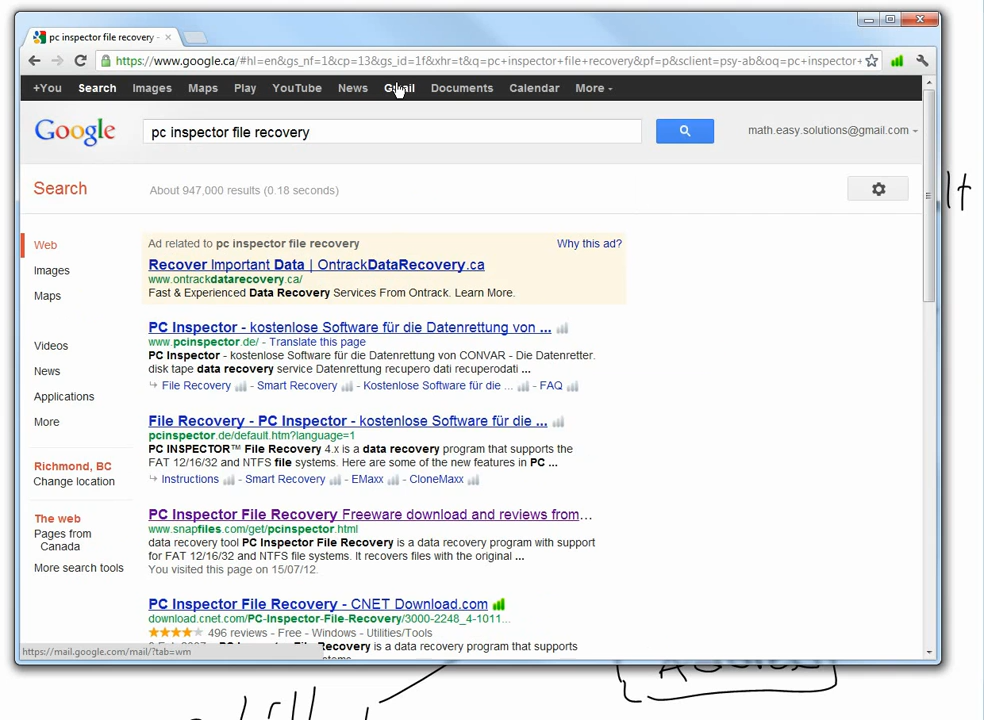 pc inspector file recovery -
https://www.google.ca/#hl=en&gs_nf=1&cp=13&gs_id=1f&xhr=t&q=pc+inspector+file+recovery&pf=p&sclient=psy-ab&oq=pc+inspector+
+You Search Images Maps Play YouTube News Gmail Documents Calendar More
Google pc inspector file recovery math.easy.solutions@gmail.com
Search About 947,000 results (0.18 seconds)
Web
Images
Maps
Videos
News
Applications
More
Richmond, BC
Change location
The web
Pages from
Canada
More search tools
Ad related to pc inspector file recovery Why this ad?
Recover Important Data | OntrackDataRecovery.ca
www.ontrackdatarecovery.ca/
Fast & Experienced Data Recovery Services From Ontrack. Learn More.
PC Inspector - kostenlose Software für die Datenrettung von ...
www.pcinspector.de/ - Translate this page
PC Inspector - kostenlose Software für die Datenrettung von CONVAR - Die Datenretter.
disk tape data recovery service Datenrettung recupero dati recuperodati ...
File Recovery - Smart Recovery - Kostenlose Software für die ... - FAQ
File Recovery - PC Inspector - kostenlose Software für die ...
pcinspector.de/default.htm?language=1
PC INSPECTOR™ File Recovery 4.x is a data recovery program that supports the
FAT 12/16/32 and NTFS file systems. Here are some of the new features in PC ...
Instructions - Smart Recovery - EMaxx - CloneMaxx
PC Inspector File Recovery Freeware download and reviews from...
www.snapfiles.com/get/pcinspector.html
data recovery tool PC Inspector File Recovery is a data recovery program with support
for FAT 12/16/32 and NTFS file systems. It recovers files with the original ...
You visited this page on 15/07/12.
PC Inspector File Recovery - CNET Download.com
download.cnet.com/PC-Inspector-File-Recovery/3000-2248_4-1011...
496 reviews - Free - Windows - Utilities/Tools
PC Inspector File Recovery is a data recovery program that supports
https://mail.google.com/mail/?tab=wm